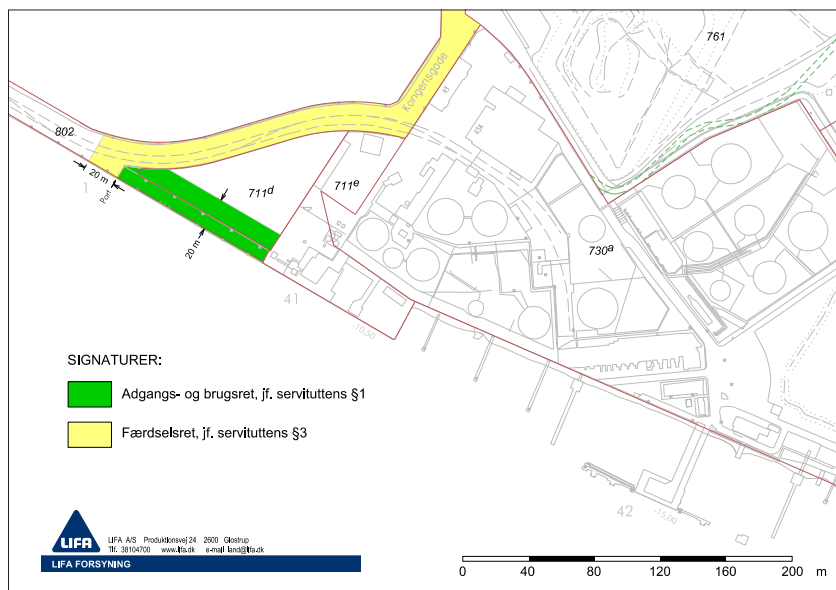 761
Kongensgade
802
20 m
1
Port
711d
711e
20 m
730a
41
-10,50
SIGNATURER:
Adgangs- og brugsret, jf. servituttens §1
Færdselsret, jf. servituttens §3
42
-15,00
LIFA
LIFA A/S Produktionsvej 24 2600 Glostrup
Tlf. 38104700 www.lifa.dk e-mail land@lifa.dk
LIFA FORSYNING
0 40 80 120 160 200 m